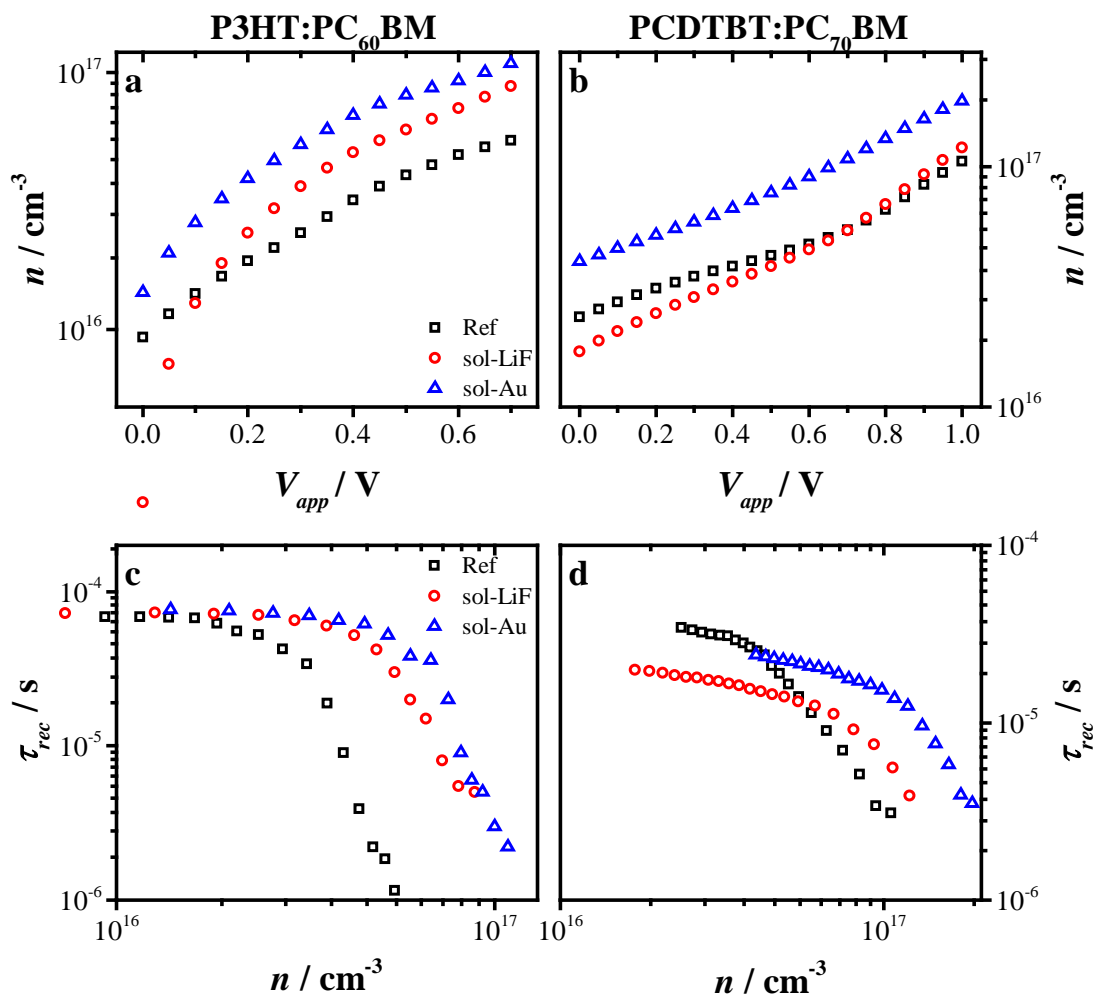 P3HT:PC60BM
PCDTBT:PC70BM
a
10^17
10^16
n / cm^-3
Ref
sol-LiF
sol-Au
0.0 0.2 0.4 0.6
V_app / V
b
10^17
10^16
n / cm^-3
0.0 0.2 0.4 0.6 0.8 1.0
V_app / V
c
Ref
sol-LiF
sol-Au
10^-4
10^-5
10^-6
τ_rec / s
10^16 10^17
n / cm^-3
d
10^-4
10^-5
10^-6
τ_rec / s
10^16 10^17
n / cm^-3